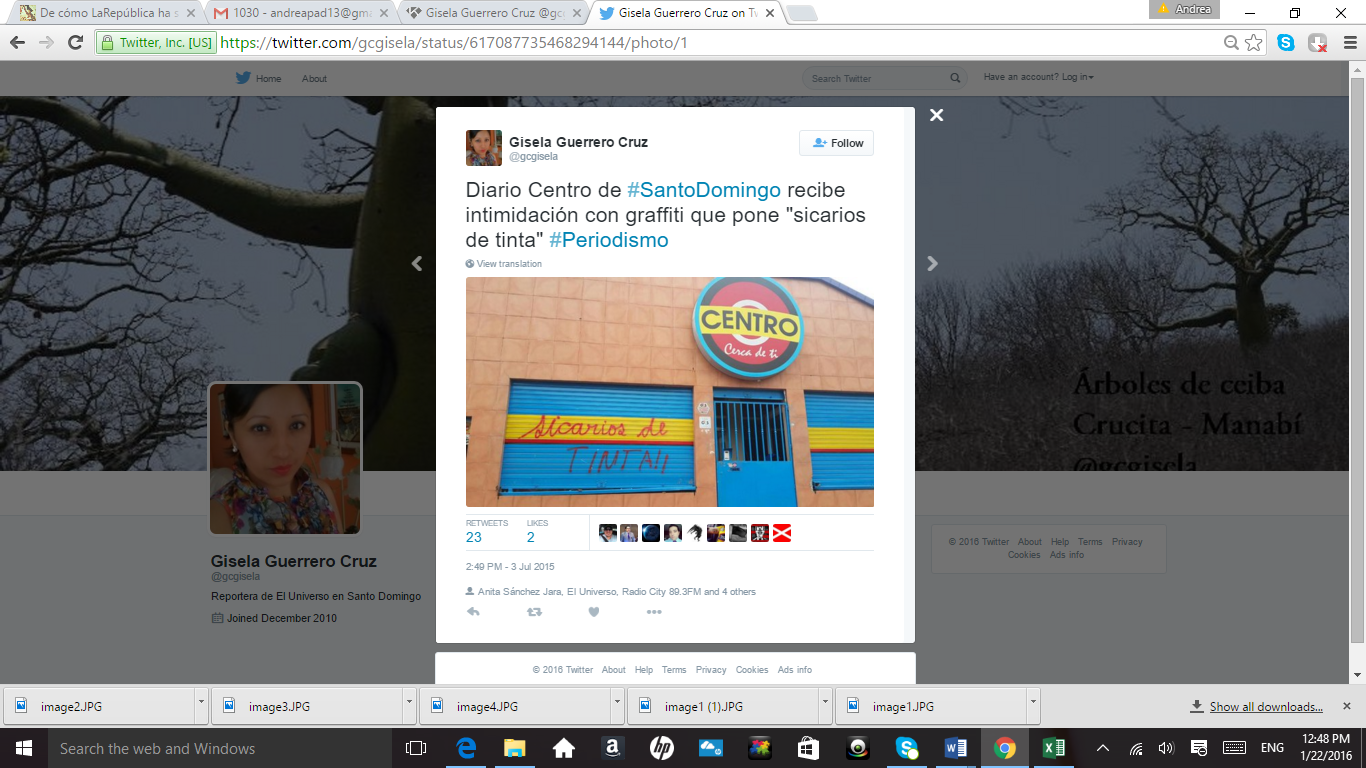 De cómo LaRepública ha s
1030 - andreapad13@gma
Gisela Guerrero Cruz @gc
Gisela Guerrero Cruz on Tw
Andrea
Twitter, Inc. [US] https://twitter.com/gcgisela/status/617087735468294144/photo/1
Home About
Search Twitter
Have an account? Log in
Gisela Guerrero Cruz
@gcgisela
Follow
Diario Centro de #SantoDomingo recibe
intimidación con graffiti que pone "sicarios
de tinta" #Periodismo
View translation
CENTRO
Cerca de ti
sicarios de
TINTA!!
RETWEETS LIKES
23 2
2:49 PM - 3 Jul 2015
Anita Sánchez Jara, El Universo, Radio City 89.3FM and 4 others
© 2016 Twitter About Help Terms Privacy Cookies Ads info
Árboles de ceiba
Crucita - Manabí
@gcgisela
Gisela Guerrero Cruz
@gcgisela
Reportera de El Universo en Santo Domingo
Joined December 2010
© 2016 Twitter About Help Terms Privacy
Cookies Ads info
image2.JPG
image3.JPG
image4.JPG
image1 (1).JPG
image1.JPG
Show all downloads...
Search the web and Windows
ENG
12:48 PM
1/22/2016